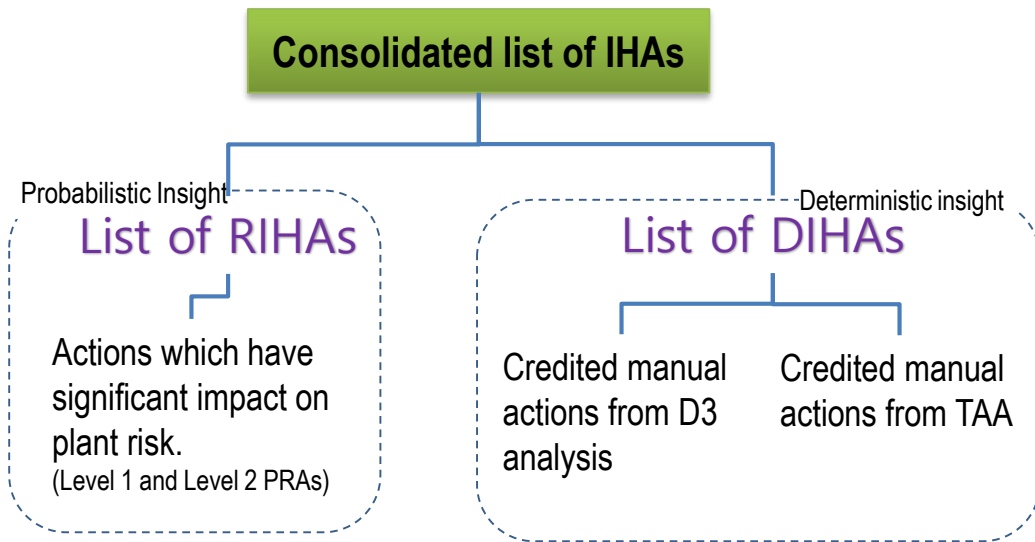 Consolidated list of IHAs
Probabilistic Insight
List of RIHAs
Actions which have
significant impact on
plant risk.
(Level 1 and Level 2 PRAs)
Deterministic insight
List of DIHAs
Credited manual
actions from D3
analysis
Credited manual
actions from TAA